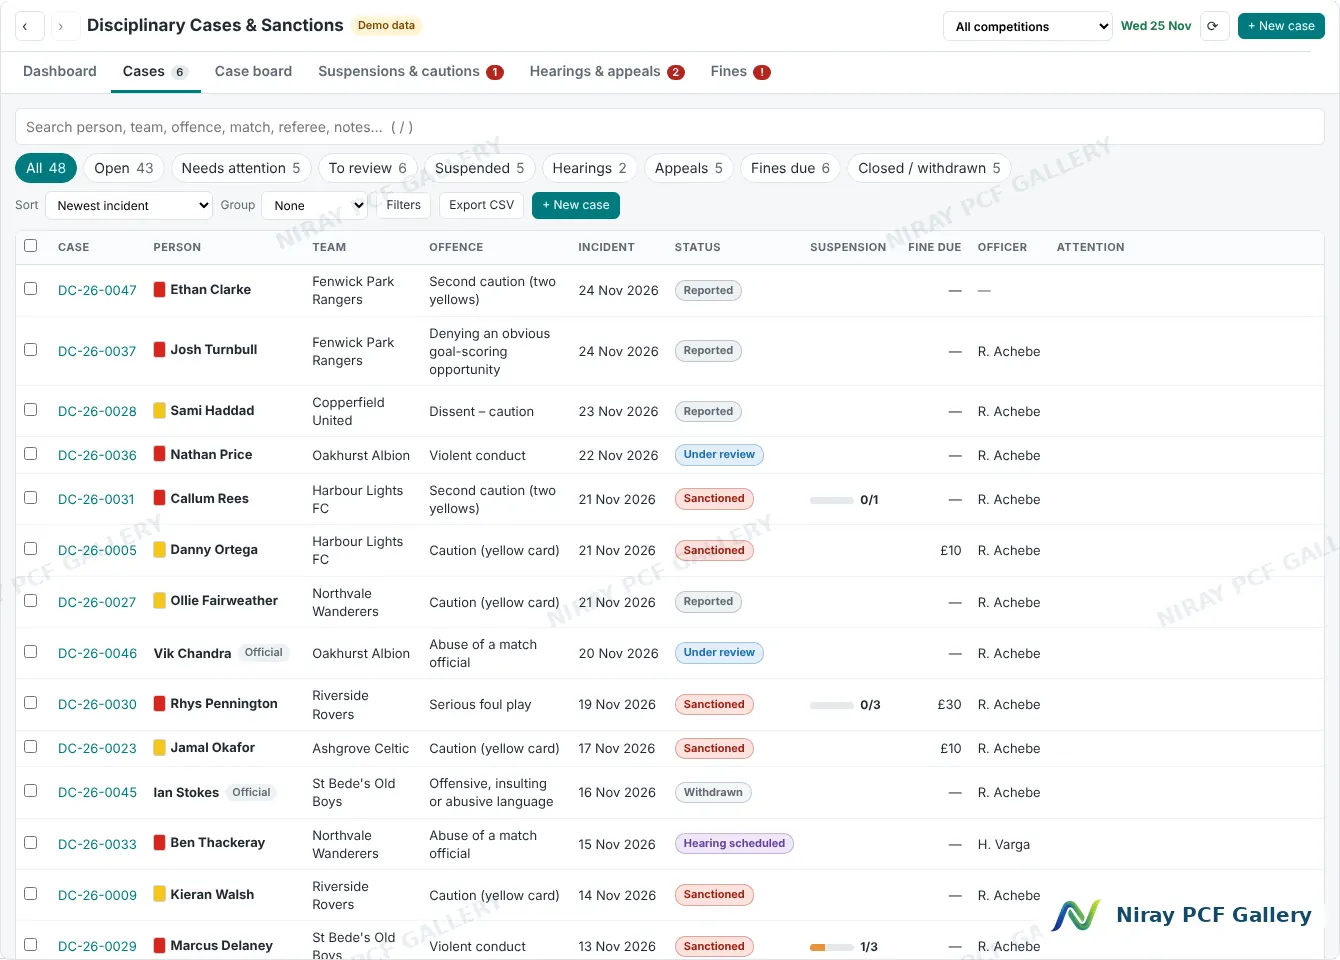 ‹ › Disciplinary Cases & Sanctions Demo data All competitions Wed 25 Nov ⟳ + New case
Dashboard Cases 6 Case board Suspensions & cautions 1 Hearings & appeals 2 Fines !
Search person, team, offence, match, referee, notes... ( / )
All 48 Open 43 Needs attention 5 To review 6 Suspended 5 Hearings 2 Appeals 5 Fines due 6 Closed / withdrawn 5
Sort Newest incident Group None Filters Export CSV + New case
CASE PERSON TEAM OFFENCE INCIDENT STATUS SUSPENSION FINE DUE OFFICER ATTENTION
DC-26-0047 Ethan Clarke Fenwick Park Rangers Second caution (two yellows) 24 Nov 2026 Reported — —
DC-26-0037 Josh Turnbull Fenwick Park Rangers Denying an obvious goal-scoring opportunity 24 Nov 2026 Reported — R. Achebe
DC-26-0028 Sami Haddad Copperfield United Dissent – caution 23 Nov 2026 Reported — R. Achebe
DC-26-0036 Nathan Price Oakhurst Albion Violent conduct 22 Nov 2026 Under review — R. Achebe
DC-26-0031 Callum Rees Harbour Lights FC Second caution (two yellows) 21 Nov 2026 Sanctioned 0/1 — R. Achebe
DC-26-0005 Danny Ortega Harbour Lights FC Caution (yellow card) 21 Nov 2026 Sanctioned £10 R. Achebe
DC-26-0027 Ollie Fairweather Northvale Wanderers Caution (yellow card) 21 Nov 2026 Reported — R. Achebe
DC-26-0046 Vik Chandra Official Oakhurst Albion Abuse of a match official 20 Nov 2026 Under review — R. Achebe
DC-26-0030 Rhys Pennington Riverside Rovers Serious foul play 19 Nov 2026 Sanctioned 0/3 £30 R. Achebe
DC-26-0023 Jamal Okafor Ashgrove Celtic Caution (yellow card) 17 Nov 2026 Sanctioned £10 R. Achebe
DC-26-0045 Ian Stokes Official St Bede's Old Boys Offensive, insulting or abusive language 16 Nov 2026 Withdrawn — R. Achebe
DC-26-0033 Ben Thackeray Northvale Wanderers Abuse of a match official 15 Nov 2026 Hearing scheduled — H. Varga
DC-26-0009 Kieran Walsh Riverside Rovers Caution (yellow card) 14 Nov 2026 Sanctioned — R. Achebe
DC-26-0029 Marcus Delaney St Bede's Old Boys Violent conduct 13 Nov 2026 Sanctioned 1/3 — R. Achebe
Niray PCF Gallery
NIRAY PCF GALLERY